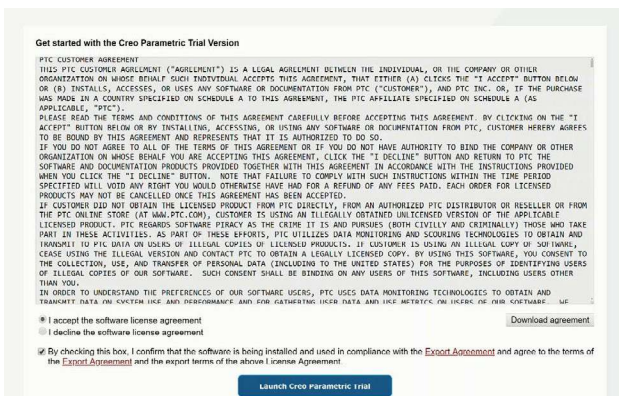 Get started with the Creo Parametric Trial Version
PTC CUSTOMER AGREEMENT
THIS PTC CUSTOMER AGREEMENT ("AGREEMENT") IS A LEGAL AGREEMENT BETWEEN THE INDIVIDUAL, OR THE COMPANY OR OTHER
ORGANIZATION ON WHOSE BEHALF SUCH INDIVIDUAL ACCEPTS THIS AGREEMENT, THAT EITHER (A) CLICKS THE "I ACCEPT" BUTTON BELOW
OR (B) INSTALLS, ACCESSES, OR USES ANY SOFTWARE OR DOCUMENTATION FROM PTC ("CUSTOMER"), AND PTC INC. OR, IF THE PURCHASE
WAS MADE IN A COUNTRY SPECIFIED ON SCHEDULE A TO THIS AGREEMENT, THE PTC AFFILIATE SPECIFIED ON SCHEDULE A (AS
APPLICABLE, "PTC").
PLEASE READ THE TERMS AND CONDITIONS OF THIS AGREEMENT CAREFULLY BEFORE ACCEPTING THIS AGREEMENT. BY CLICKING ON THE "I
ACCEPT" BUTTON BELOW OR BY INSTALLING, ACCESSING, OR USING ANY SOFTWARE OR DOCUMENTATION FROM PTC, CUSTOMER HEREBY AGREES
TO BE BOUND BY THIS AGREEMENT AND REPRESENTS THAT IT IS AUTHORIZED TO DO SO.
IF YOU DO NOT AGREE TO ALL OF THE TERMS OF THIS AGREEMENT OR IF YOU DO NOT HAVE AUTHORITY TO BIND THE COMPANY OR OTHER
ORGANIZATION ON WHOSE BEHALF YOU ARE ACCEPTING THIS AGREEMENT, CLICK THE "I DECLINE" BUTTON AND RETURN TO PTC THE
SOFTWARE AND DOCUMENTATION PRODUCTS PROVIDED TOGETHER WITH THIS AGREEMENT IN ACCORDANCE WITH THE INSTRUCTIONS PROVIDED
WHEN YOU CLICK THE "I DECLINE" BUTTON. NOTE THAT FAILURE TO COMPLY WITH SUCH INSTRUCTIONS WITHIN THE TIME PERIOD
SPECIFIED WILL VOID ANY RIGHT YOU WOULD OTHERWISE HAVE HAD FOR A REFUND OF ANY FEES PAID. EACH ORDER FOR LICENSED
PRODUCTS MAY NOT BE CANCELLED ONCE THIS AGREEMENT HAS BEEN ACCEPTED.
IF CUSTOMER DID NOT OBTAIN THE LICENSED PRODUCT FROM PTC DIRECTLY, FROM AN AUTHORIZED PTC DISTRIBUTOR OR RESELLER OR FROM
THE PTC ONLINE STORE (AT WWW.PTC.COM), CUSTOMER IS USING AN ILLEGALLY OBTAINED UNLICENSED VERSION OF THE APPLICABLE
LICENSED PRODUCT. PTC REGARDS SOFTWARE PIRACY AS THE CRIME IT IS AND PURSUES (BOTH CIVILLY AND CRIMINALLY) THOSE WHO TAKE
PART IN THESE ACTIVITIES. AS PART OF THESE EFFORTS, PTC UTILIZES DATA MONITORING AND SCOURING TECHNOLOGIES TO OBTAIN AND
TRANSMIT TO PTC DATA ON USERS OF ILLEGAL COPIES OF LICENSED PRODUCTS. IF CUSTOMER IS USING AN ILLEGAL COPY OF SOFTWARE,
CEASE USING THE ILLEGAL VERSION AND CONTACT PTC TO OBTAIN A LEGALLY LICENSED COPY. BY USING THIS SOFTWARE, YOU CONSENT TO
THE COLLECTION, USE, AND TRANSFER OF PERSONAL DATA (INCLUDING TO THE UNITED STATES) FOR THE PURPOSES OF IDENTIFYING USERS
OF ILLEGAL COPIES OF OUR SOFTWARE. SUCH CONSENT SHALL BE BINDING ON ANY USERS OF THIS SOFTWARE, INCLUDING USERS OTHER
THAN YOU.
IN ORDER TO UNDERSTAND THE PREFERENCES OF OUR SOFTWARE USERS, PTC USES DATA MONITORING TECHNOLOGIES TO OBTAIN AND
TRANSMIT DATA ON SYSTEM USE AND PERFORMANCE AND FOR GATHERING USER DATA AND USE METRICS ON USERS OF OUR SOFTWARE. WE
I accept the software license agreement
Download agreement
I decline the software license agreement
By checking this box, I confirm that the software is being installed and used in compliance with the Export Agreement and agree to the terms of
the Export Agreement and the export terms of the above License Agreement
Launch Creo Parametric Trial